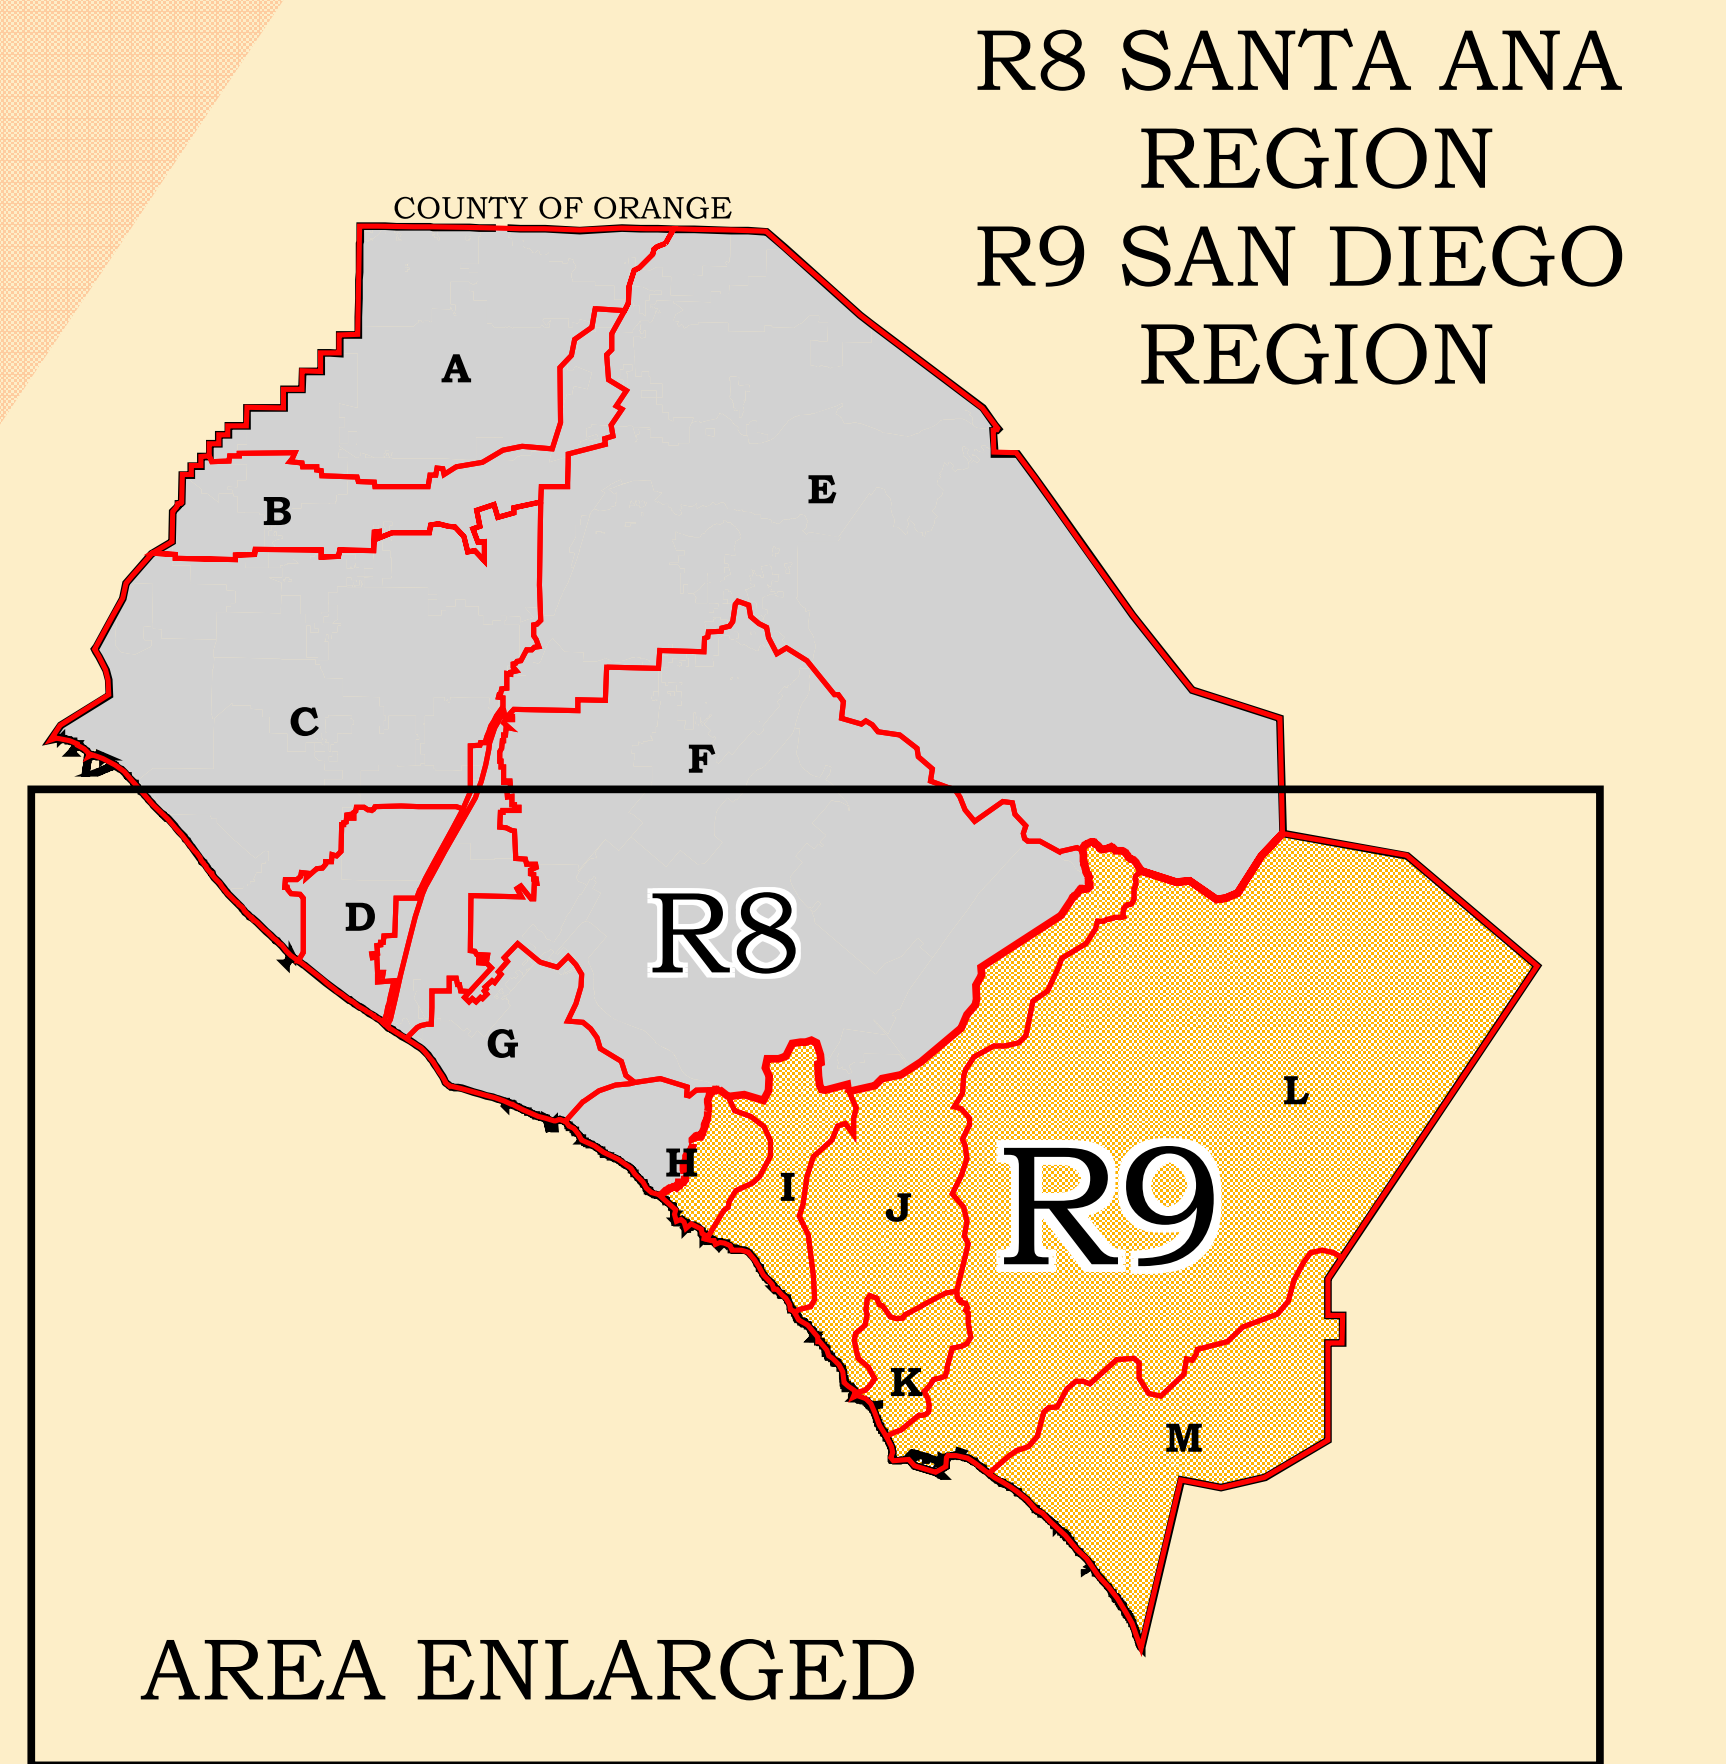 R8 SANTA ANA
REGION
R9 SAN DIEGO
REGION
COUNTY OF ORANGE
A
B
E
C
F
D
R8
G
H
I
J
L
R9
K
M
AREA ENLARGED